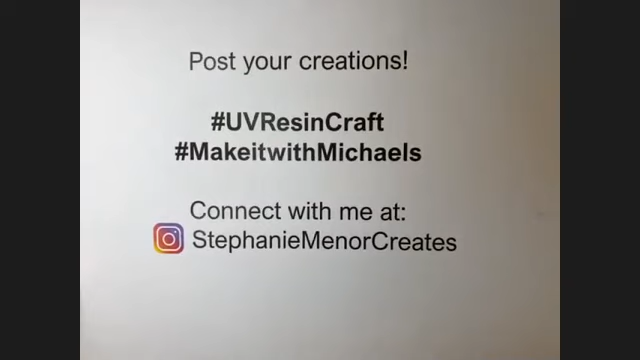 Post your creations!
#UVResinCraft
#MakeitwithMichaels
Connect with me at:
StephanieMenorCreates